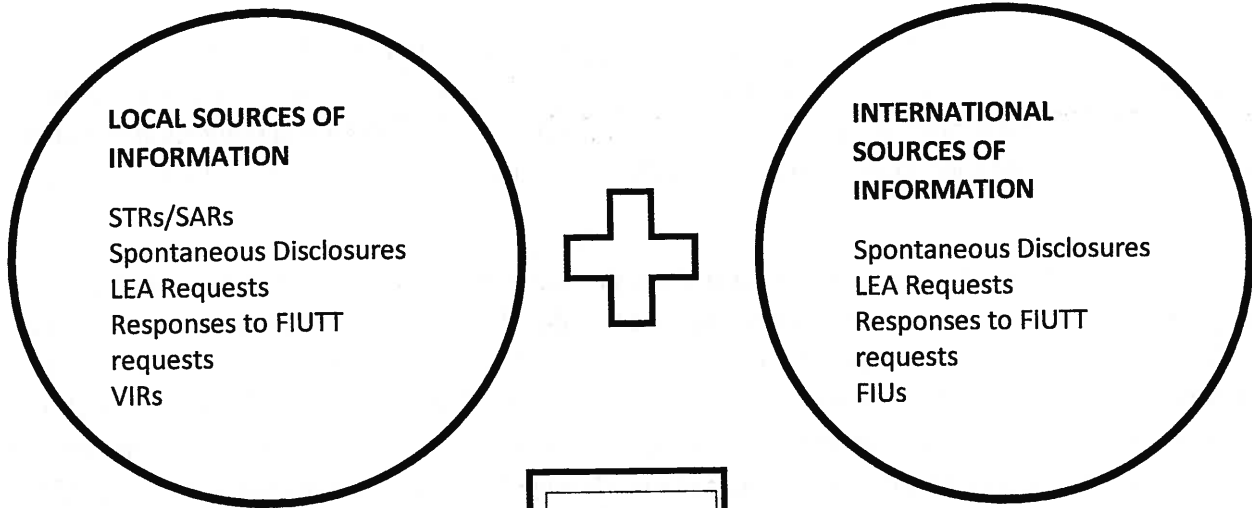 LOCAL SOURCES OF
INFORMATION
STRs/SARs
Spontaneous Disclosures
LEA Requests
Responses to FIUTT
requests
VIRs
INTERNATIONAL
SOURCES OF
INFORMATION
Spontaneous Disclosures
LEA Requests
Responses to FIUTT
requests
FIUs